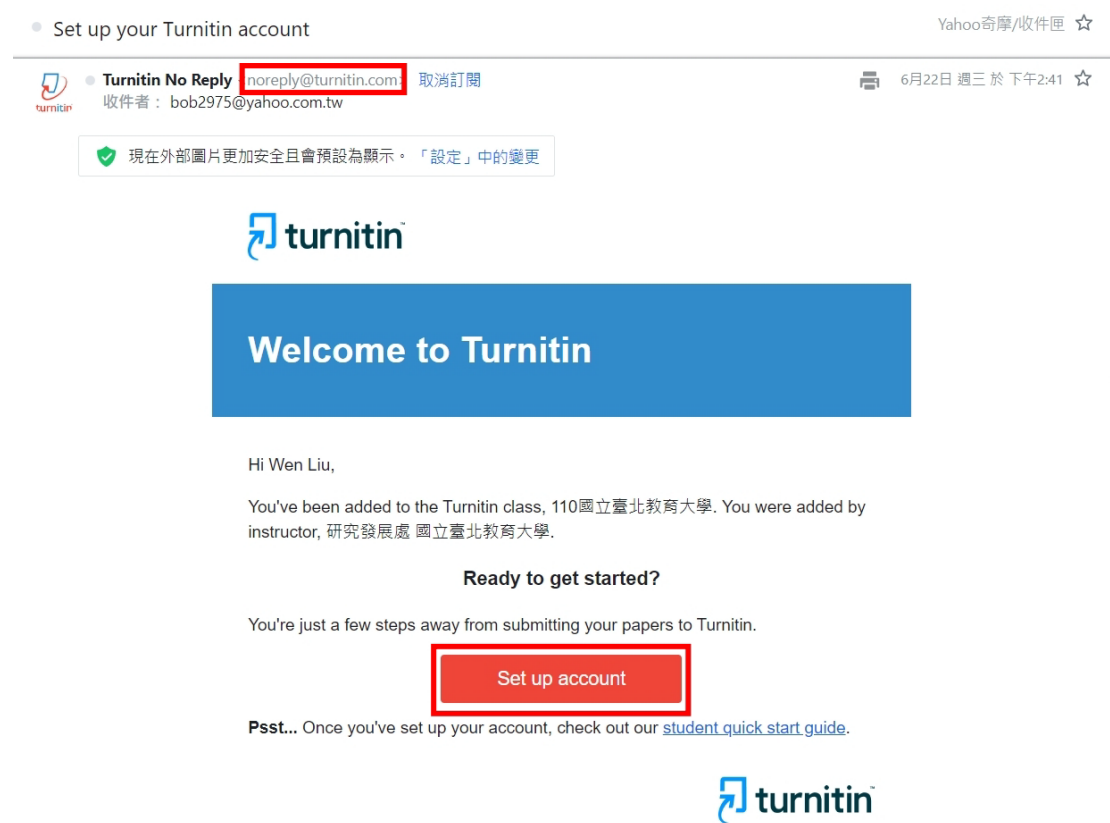 Set up your Turnitin account
Yahoo奇摩/收件匣
turnitin
Turnitin No Reply <noreply@turnitin.com> 取消訂閱
6月22日 週三 於 下午2:41
收件者： bob2975@yahoo.com.tw
現在外部圖片更加安全且會預設為顯示。 「設定」中的變更
turnitin™
Welcome to Turnitin
Hi Wen Liu,
You've been added to the Turnitin class, 110國立臺北教育大學. You were added by
instructor, 研究發展處 國立臺北教育大學.
Ready to get started?
You're just a few steps away from submitting your papers to Turnitin.
Set up account
Psst... Once you've set up your account, check out our student quick start guide.
turnitin™